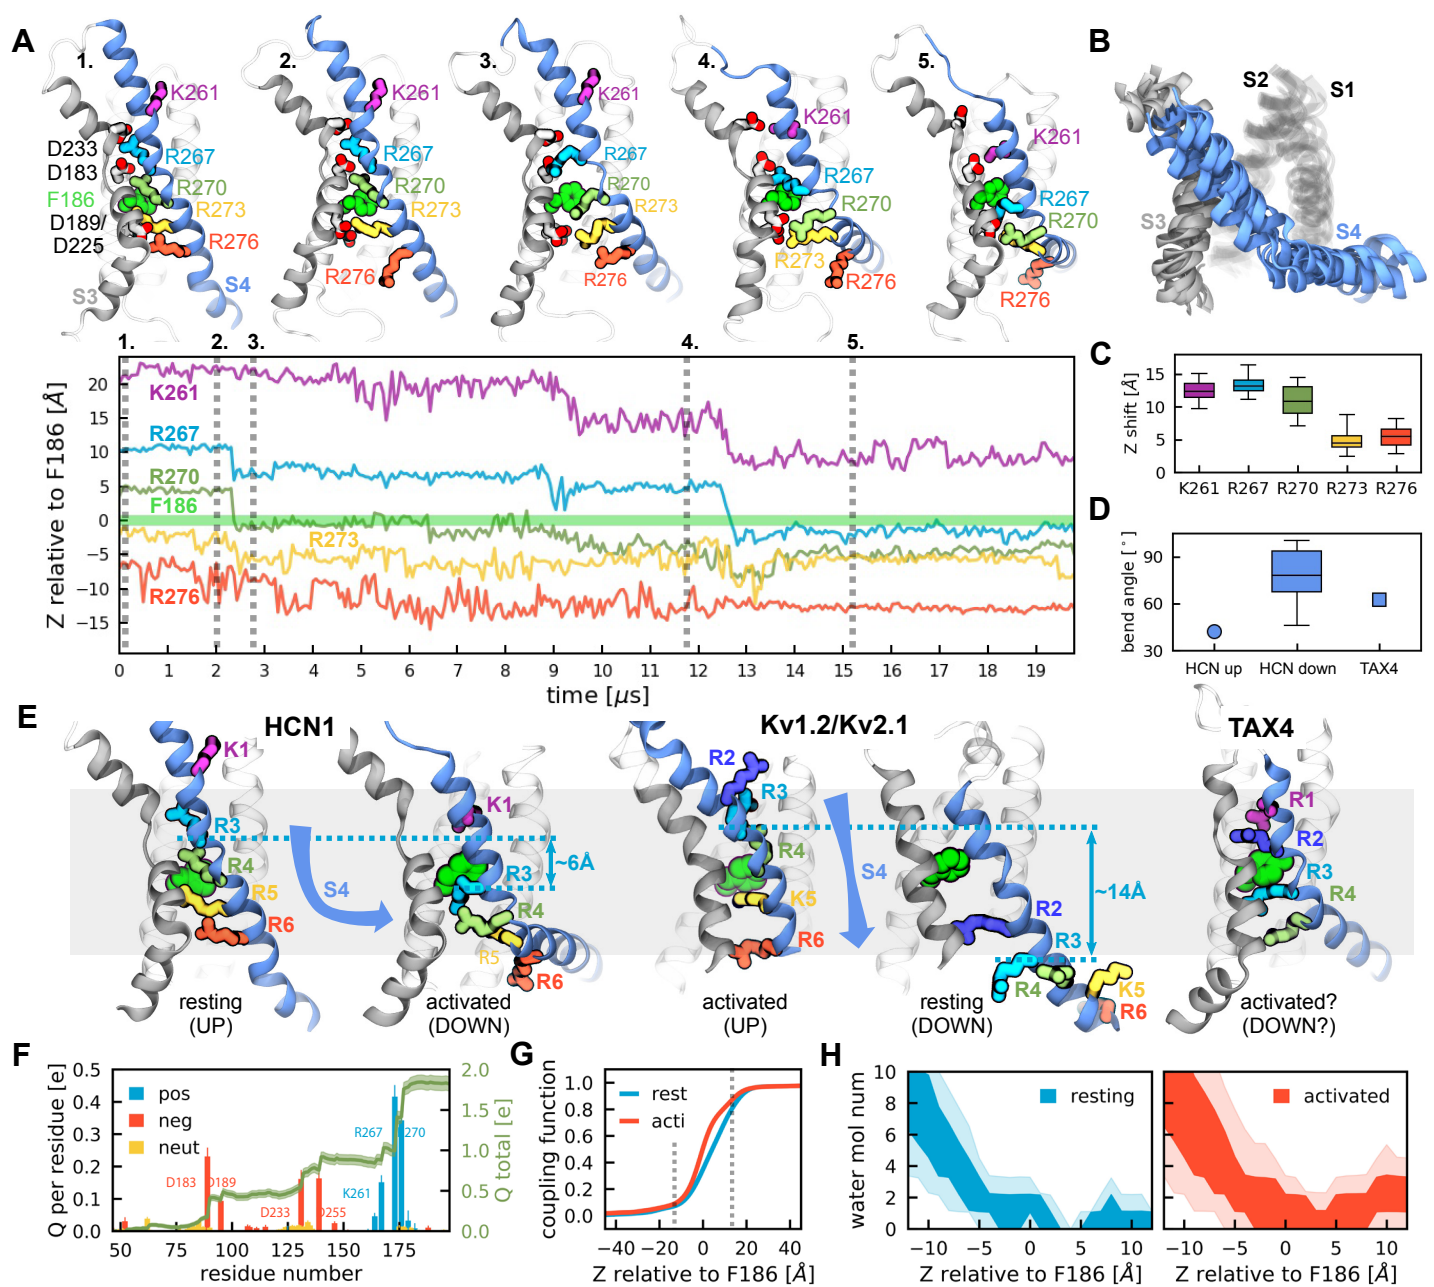 A
B
1.
2.
3.
4.
5.
K261
K261
K261
K261
K261
D233
D183
F186
D189/
D225
R267
R270
R273
R276
S3
S4
R267
R270
R273
R276
R267
R270
R273
R276
R267
R270
R273
R276
R267
R270
R276
S2
S1
S3
S4
1.
2.
3.
4.
5.
Z relative to F186 [Å]
20
15
10
5
0
−5
−10
−15
K261
R267
R270
F186
R273
R276
0 1 2 3 4 5 6 7 8 9 10 11 12 13 14 15 16 17 18 19
time [μs]
C
Z shift [Å]
15
10
5
0
K261 R267 R270 R273 R276
D
bend angle [°]
90
60
30
HCN up HCN down TAX4
E
HCN1
Kv1.2/Kv2.1
TAX4
K1
R3
R4
R5
R6
S4
K1
R3
R4
R5
R6
~6Å
R2
R3
R4
K5
R6
S4
R2
R3
R4
K5
R6
~14Å
R1
R2
R3
R4
resting
(UP)
activated
(DOWN)
activated
(UP)
resting
(DOWN)
activated?
(DOWN?)
F
Q per residue [e]
0.5
0.4
0.3
0.2
0.1
0.0
pos
neg
neut
D183
D189
D233
D255
K261
R267
R270
2.0
1.5
1.0
0.5
0.0
Q total [e]
50 75 100 125 150 175
residue number
G
coupling function
1.0
0.8
0.6
0.4
0.2
0.0
rest
acti
−40 −20 0 20 40
Z relative to F186 [Å]
H
water mol num
10
8
6
4
2
0
resting
−10 −5 0 5 10
Z relative to F186 [Å]
activated
−10 −5 0 5 10
Z relative to F186 [Å]